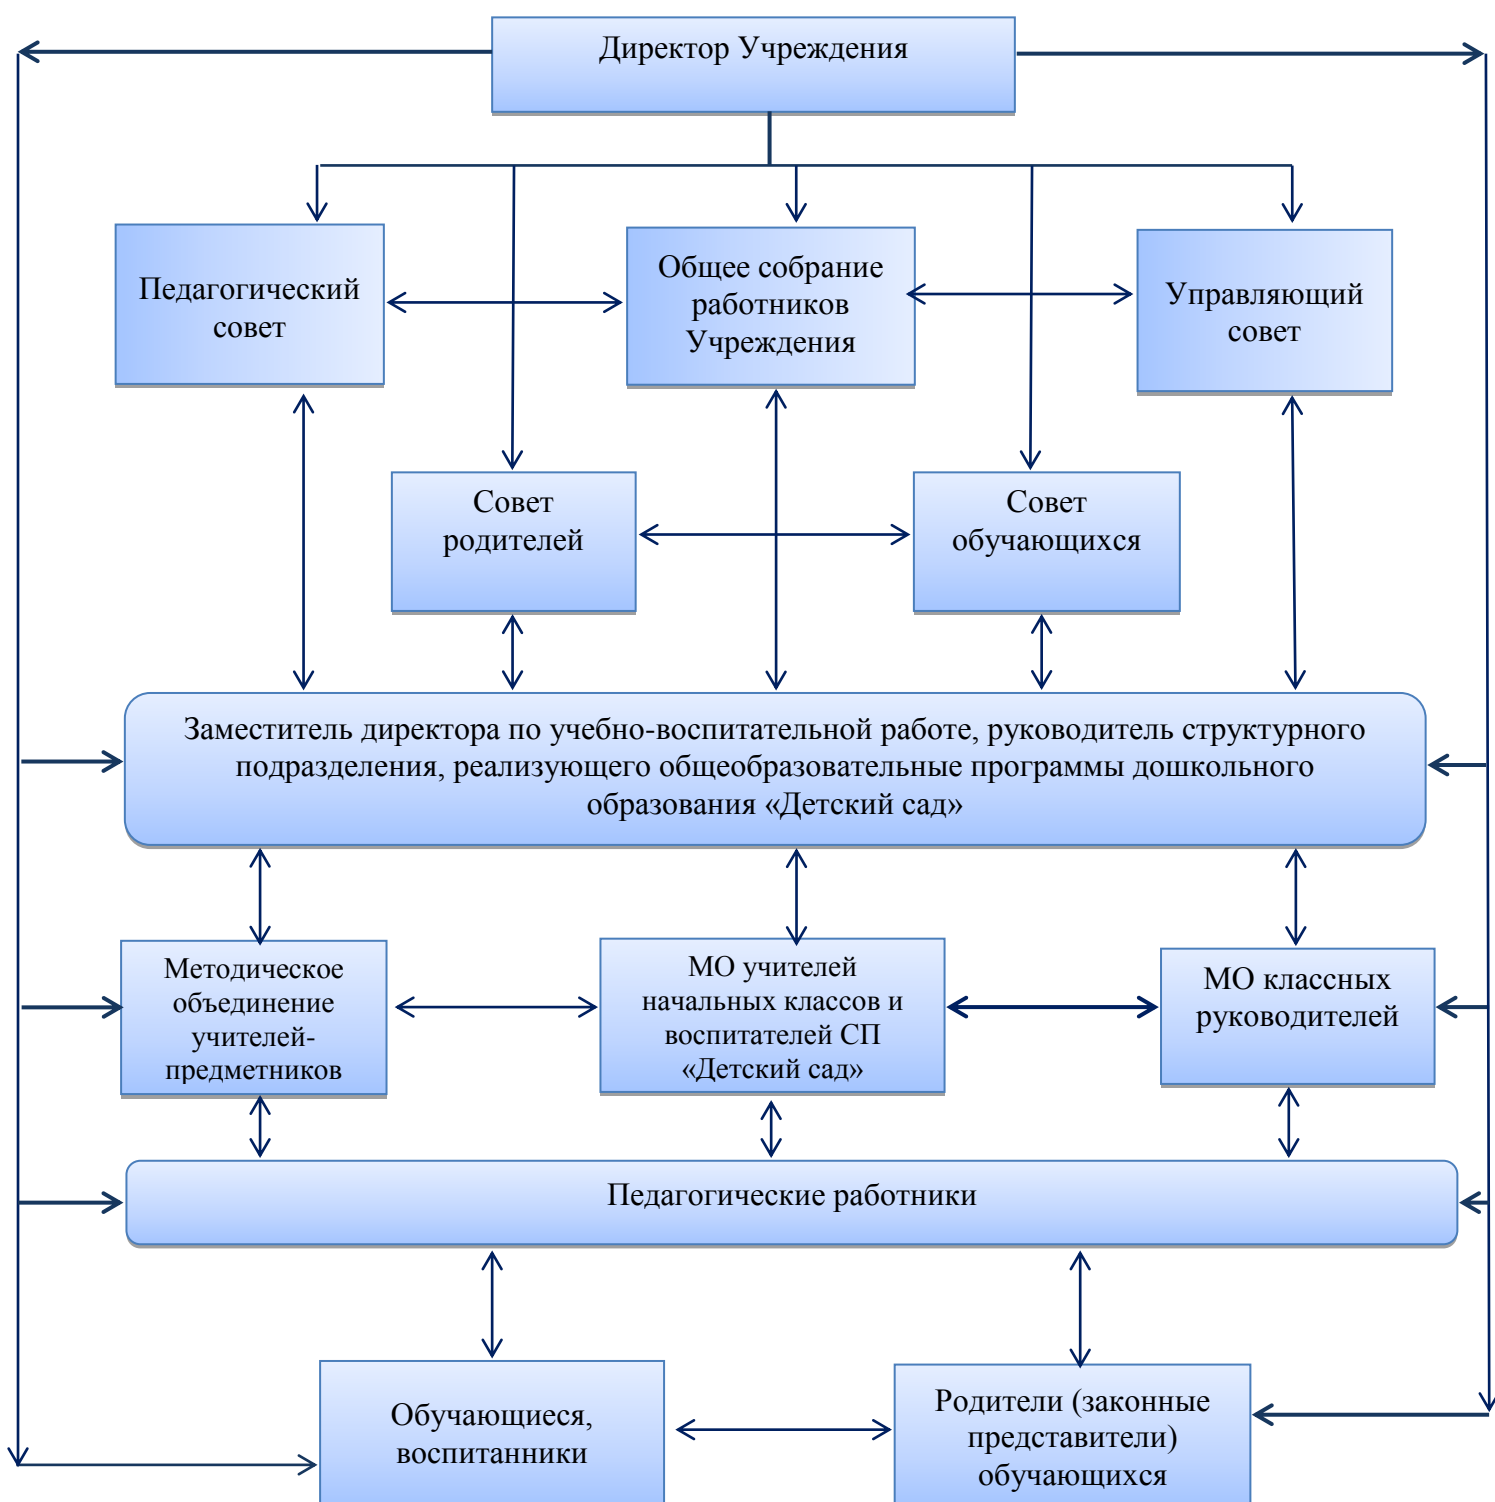 Директор Учреждения
Педагогический
совет
Общее собрание
работников
Учреждения
Управляющий
совет
Совет
родителей
Совет
обучающихся
Заместитель директора по учебно-воспитательной работе, руководитель структурного
подразделения, реализующего общеобразовательные программы дошкольного
образования «Детский сад»
Методическое
объединение
учителей-
предметников
МО учителей
начальных классов и
воспитателей СП
«Детский сад»
МО классных
руководителей
Педагогические работники
Обучающиеся,
воспитанники
Родители (законные
представители)
обучающихся